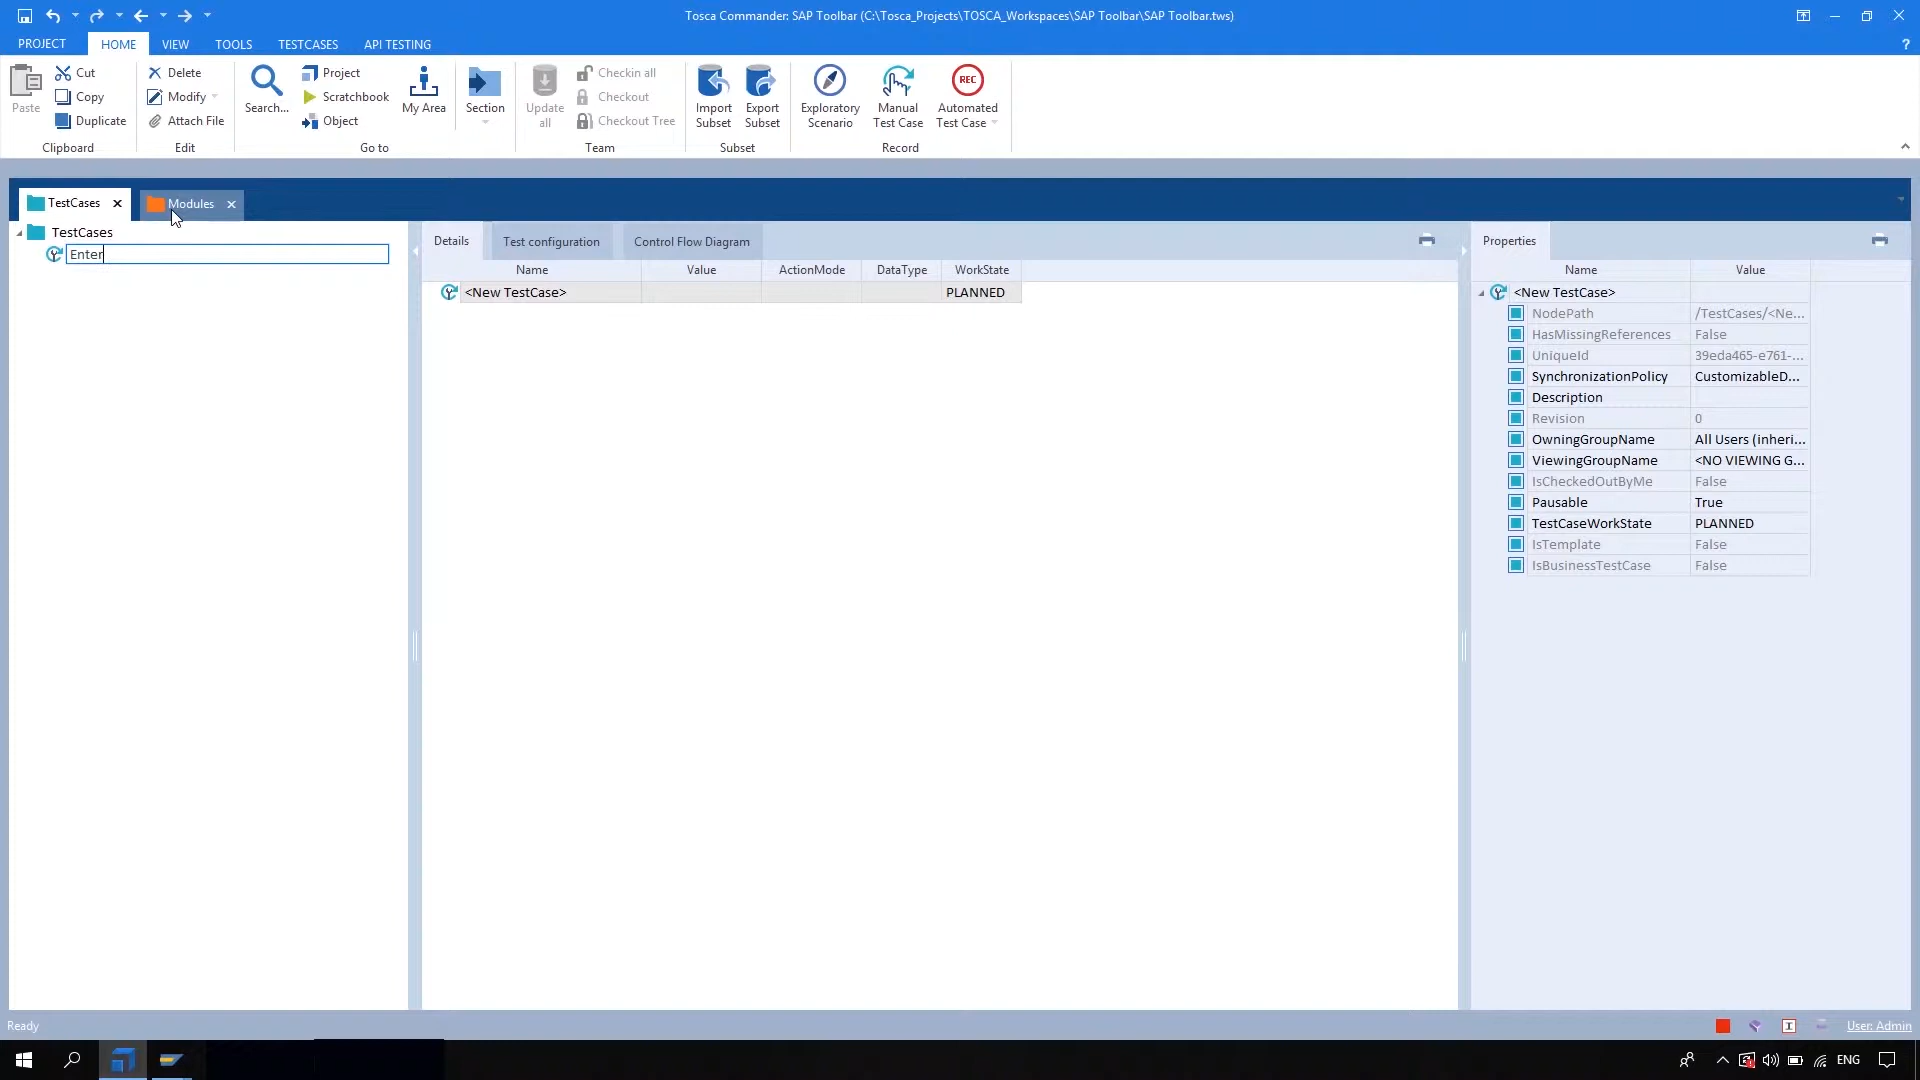 Tosca Commander: SAP Toolbar (C:\Tosca_Projects\TOSCA_Workspaces\SAP Toolbar\SAP Toolbar.tws)
PROJECT HOME VIEW TOOLS TESTCASES API TESTING ?
Paste Cut Copy Duplicate Clipboard
Delete Modify Attach File Edit
Search... Project Scratchbook Object My Area Section Go to
Update all Checkin all Checkout Checkout Tree Team
Import Subset Export Subset Subset
Exploratory Scenario Manual Test Case REC Automated Test Case Record
TestCases Modules
TestCases
Enter
Details Test configuration Control Flow Diagram
Name Value ActionMode DataType WorkState
<New TestCase> PLANNED
Properties
Name Value
<New TestCase>
NodePath /TestCases/<Ne...
HasMissingReferences False
UniqueId 39eda465-e761-...
SynchronizationPolicy CustomizableD...
Description
Revision 0
OwningGroupName All Users (inheri...
ViewingGroupName <NO VIEWING G...
IsCheckedOutByMe False
Pausable True
TestCaseWorkState PLANNED
IsTemplate False
IsBusinessTestCase False
Ready User: Admin
ENG